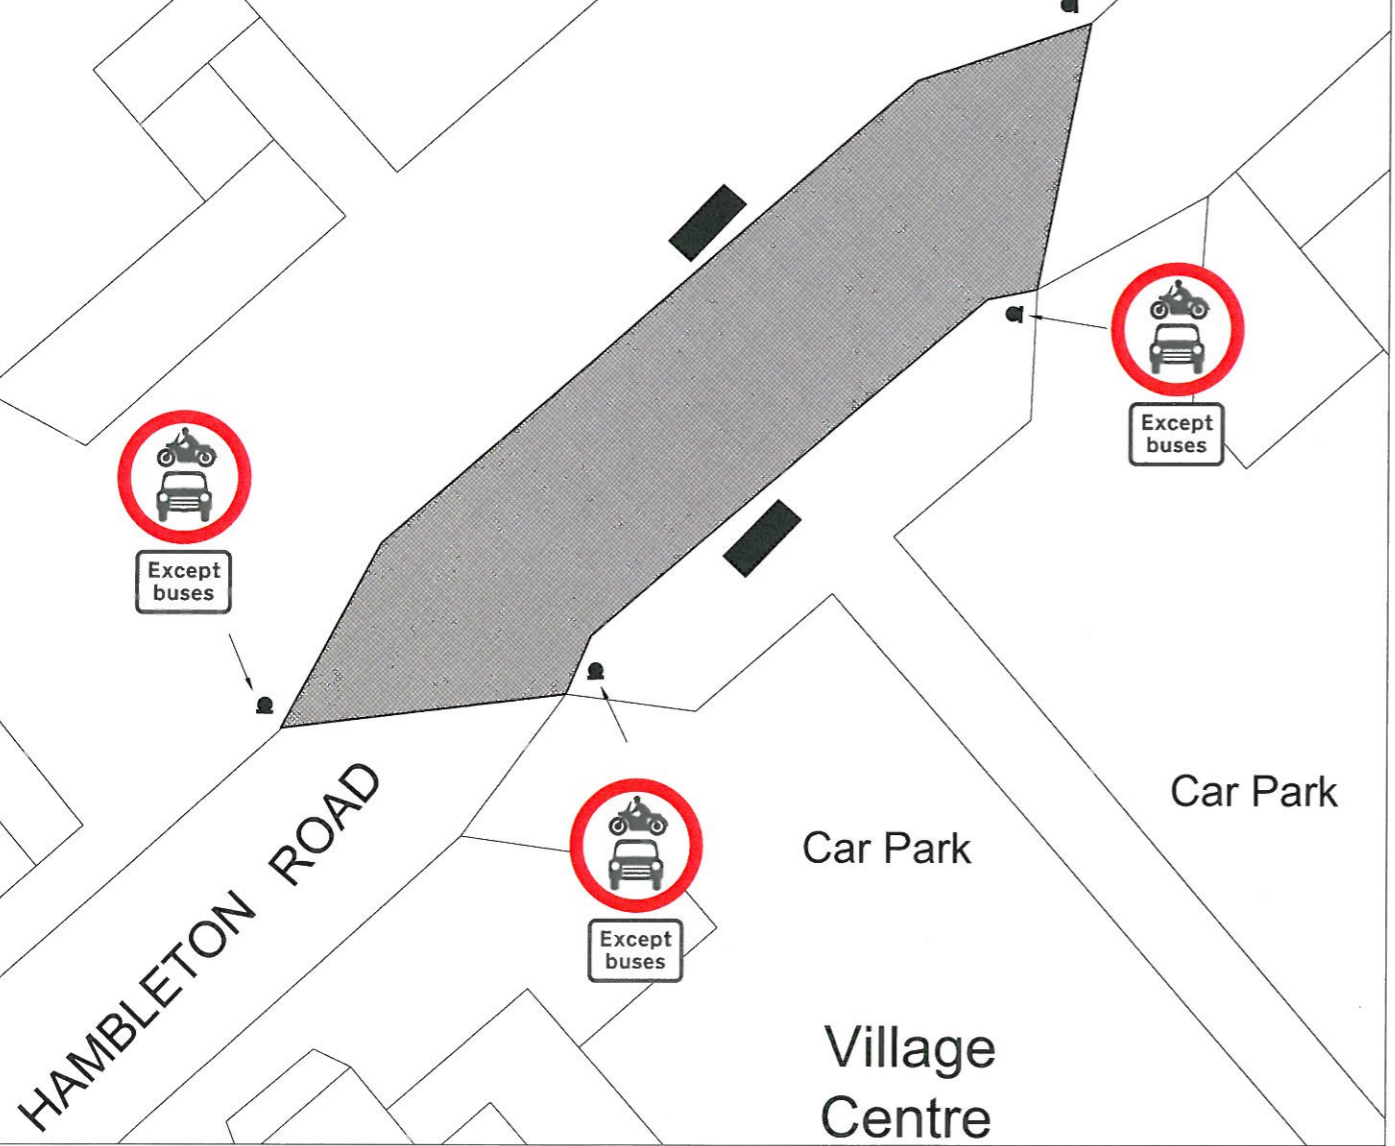 Except
buses
Except
buses
HAMBLETON ROAD
Except
buses
Car Park
Car Park
Village
Centre